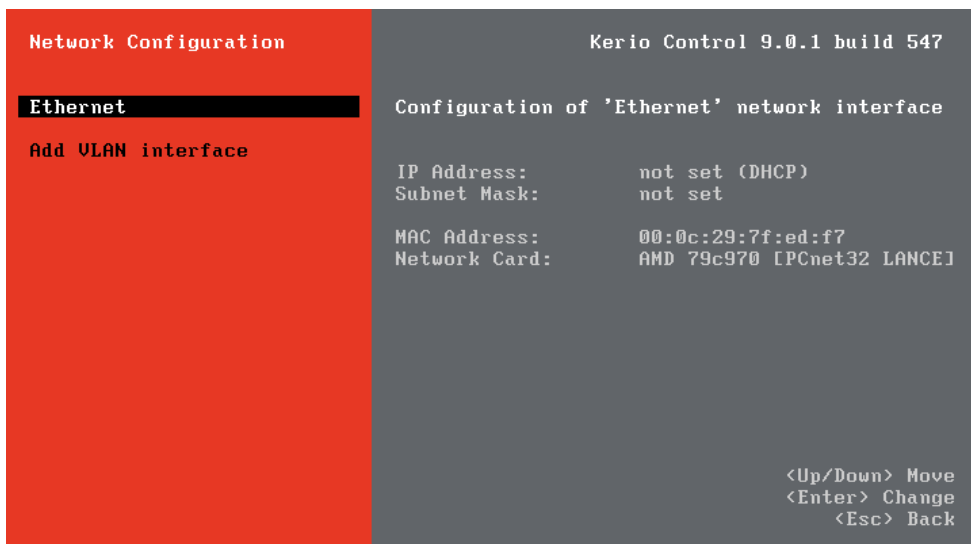 Network Configuration
Ethernet
Add VLAN interface
Kerio Control 9.0.1 build 547
Configuration of 'Ethernet' network interface
IP Address: not set (DHCP)
Subnet Mask: not set
MAC Address: 00:0c:29:7f:ed:f7
Network Card: AMD 79c970 [PCnet32 LANCE]
<Up/Down> Move
<Enter> Change
<Esc> Back